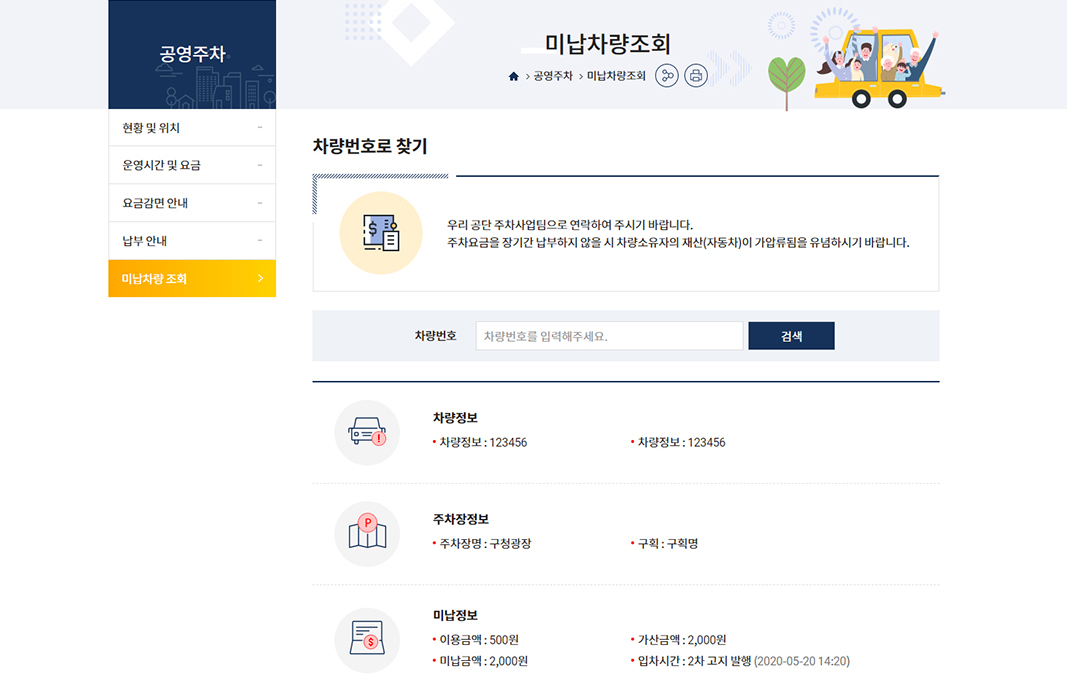 공영주차
미납차량조회
공영주차 > 미납차량조회
현황 및 위치
운영시간 및 요금
요금감면 안내
납부 안내
미납차량 조회
차량번호로 찾기
우리 공단 주차사업팀으로 연락하여 주시기 바랍니다.
주차요금을 장기간 납부하지 않을 시 차량소유자의 재산(자동차)이 가압류됨을 유념하시기 바랍니다.
차량번호 차량번호를 입력해주세요. 검색
차량정보
• 차량정보 : 123456 • 차량정보 : 123456
P
주차장정보
• 주차장명 : 구청광장 • 구획 : 구획명
미납정보
• 이용금액 : 500원 • 가산금액 : 2,000원
• 미납금액 : 2,000원 • 입차시간 : 2차 고지 발행 (2020-05-20 14:20)